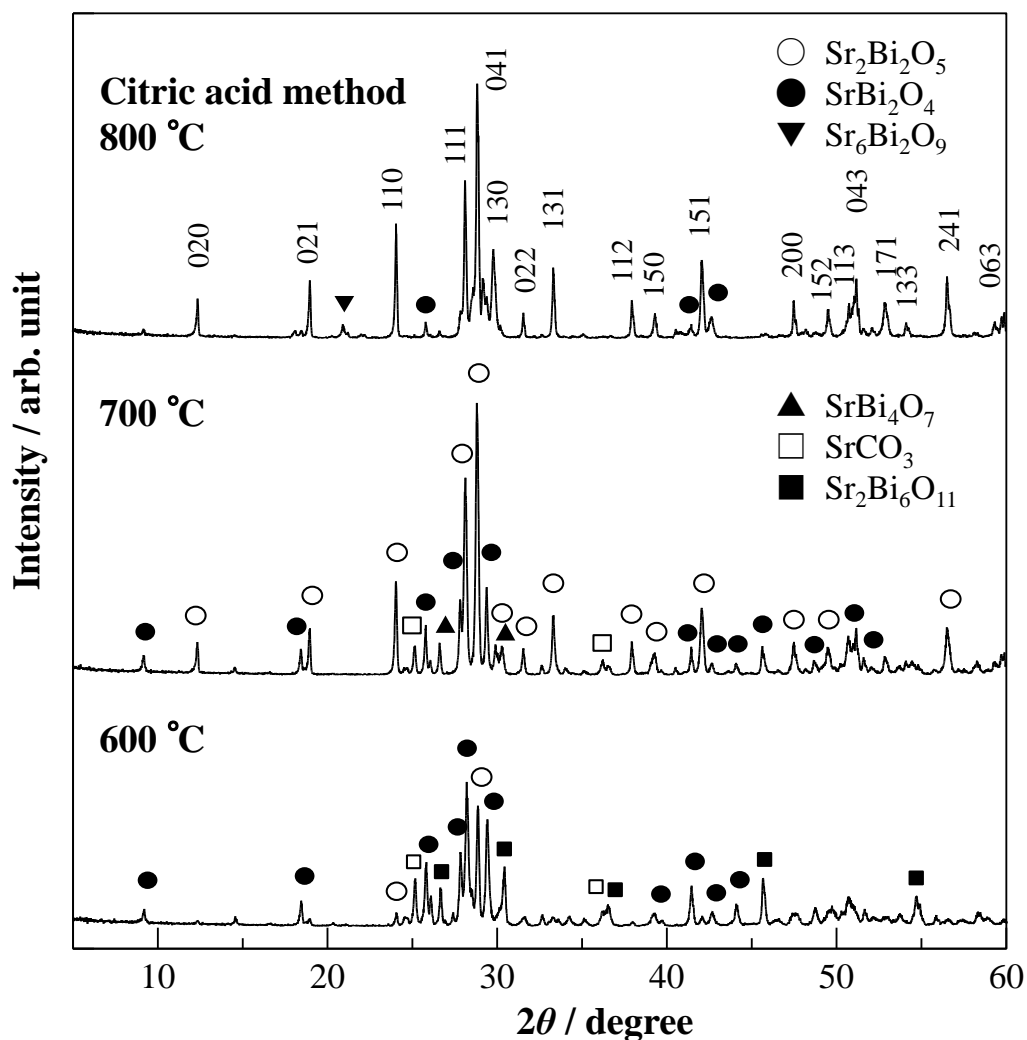 Citric acid method
800 °C
○ Sr₂Bi₂O₅
● SrBi₂O₄
▼ Sr₆Bi₂O₉
020
021
110
111
041
130
022
131
112
150
151
200
152
113
043
171
133
241
063
700 °C
▲ SrBi₄O₇
□ SrCO₃
■ Sr₂Bi₆O₁₁
600 °C
Intensity / arb. unit
10 20 30 40 50 60
2θ / degree